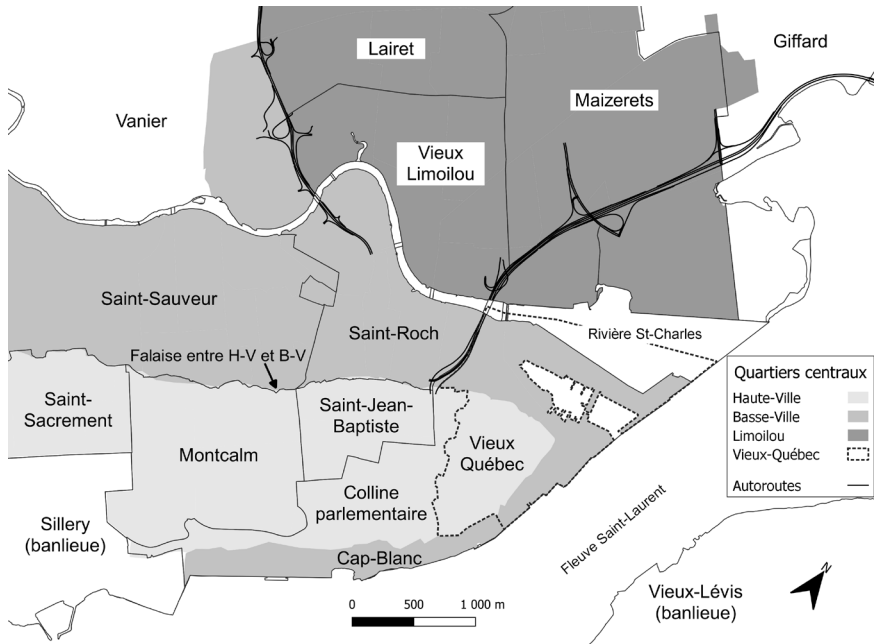 Lairet
Giffard
Maizerets
Vanier
Vieux
Limoilou
Saint-Sauveur
Saint-Roch
Rivière St-Charles
Falaise entre H-V et B-V
Saint-
Sacrement
Saint-Jean-
Baptiste
Montcalm
Vieux
Québec
Colline
parlementaire
Sillery
(banlieue)
Cap-Blanc
Fleuve Saint-Laurent
Vieux-Lévis
(banlieue)
Quartiers centraux
Haute-Ville
Basse-Ville
Limoilou
Vieux-Québec
Autoroutes
N
0 500 1 000 m